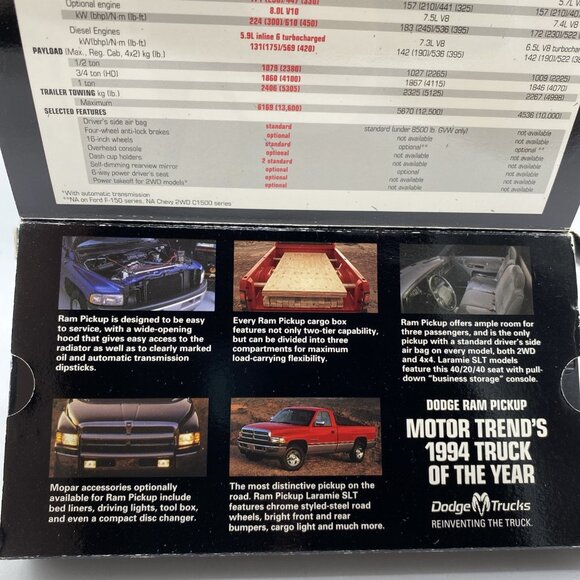 Optional engine 157 (210)/441 (325)
kW (bhp)/N·m (lb-ft) 8.0L V10 7.5L V8 7.4L V8
224 (300)/610 (450) 183 (245)/536 (395)
Diesel Engines 5.9L inline 6 turbocharged 7.3L V8 6.5L V8
kW(bhp)/N·m (lb-ft) 131(175)/569 (420) 142 (190)/536 (395)
PAYLOAD (Max., Reg. Cab, 4x2) kg (lb.)
1/2 ton 1079 (2380) 1027 (2265) 1009 (2225)
3/4 ton (HD) 1860 (4100) 1867 (4115) 1846 (4070)
1 ton 2406 (5305) 2325 (5125) 2267 (4998)
TRAILER TOWING kg (lb.)
Maximum 6169 (13,600) 5670 (12,500) 4536 (10,000)
SELECTED FEATURES
Driver's side air bag standard standard (under 8500 lb. GVW only) not available
Four-wheel anti-lock brakes optional not available
16-inch wheels standard optional** optional**
Overhead console optional not available not available
Dash cup holders 2 standard not available not available
Self-dimming rearview mirror optional not available not available
6-way power driver's seat optional not available not available
Power takeoff for 2WD models* optional not available not available
*With automatic transmission
**NA on Ford F-150 series, NA Chevy 2WD C1500 series
Ram Pickup is designed to be easy
to service, with a wide-opening
hood that gives easy access to the
radiator as well as to clearly marked
oil and automatic transmission
dipsticks.
Every Ram Pickup cargo box
features not only two-tier capability,
but can be divided into three
compartments for maximum
load-carrying flexibility.
Ram Pickup offers ample room for
three passengers, and is the only
pickup with a standard driver's side
air bag on every model, both 2WD
and 4x4. Laramie SLT models
feature this 40/20/40 seat with pull-
down "business storage" console.
Mopar accessories optionally
available for Ram Pickup include
bed liners, driving lights, tool box,
and even a compact disc changer.
The most distinctive pickup on the
road. Ram Pickup Laramie SLT
features chrome styled-steel road
wheels, bright front and rear
bumpers, cargo light and much more.
DODGE RAM PICKUP
MOTOR TREND'S
1994 TRUCK
OF THE YEAR
Dodge Trucks
REINVENTING THE TRUCK.